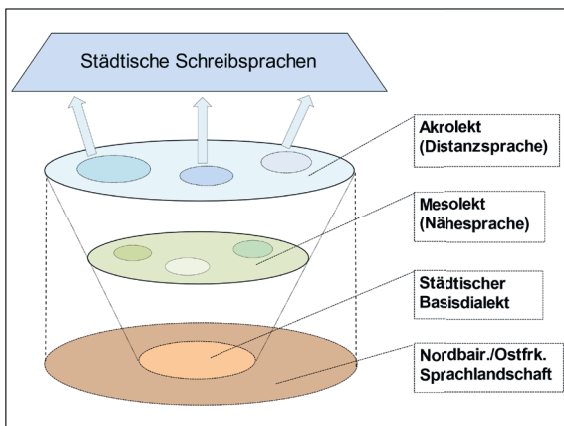 Städtische Schreibsprachen
Akrolekt
(Distanzsprache)
Mesolekt
(Nähesprache)
Städtischer
Basisdialekt
Nordbair./Ostfrk.
Sprachlandschaft